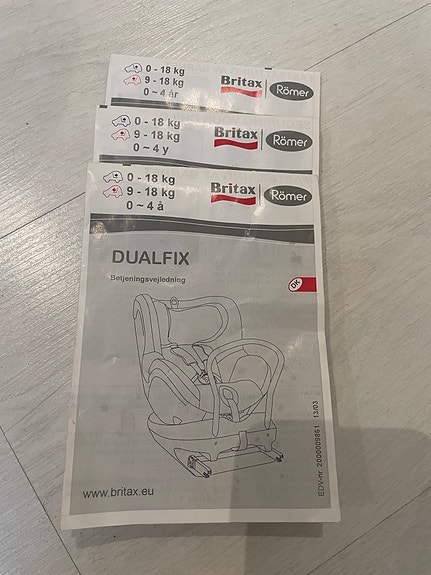 0 - 18 kg
9 - 18 kg
0 ~ 4 år
Britax
Römer
0 - 18 kg
9 - 18 kg
0 ~ 4 y
Britax
Römer
0 - 18 kg
9 - 18 kg
0 ~ 4 å
Britax
Römer
DUALFIX
Betjeningsvejledning
DK
EDV-nr. 2000009861 13/03
www.britax.eu